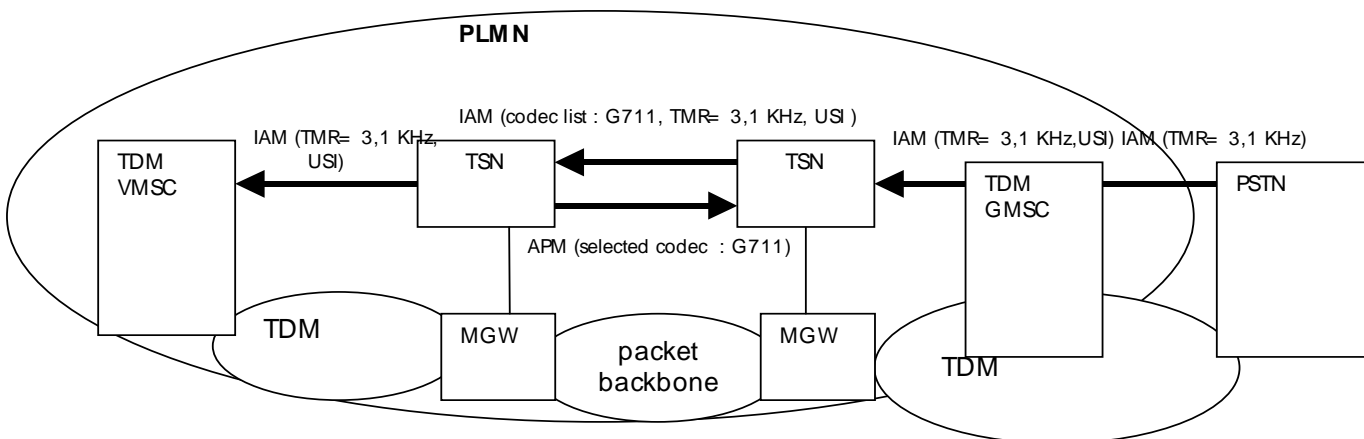 PLMN
IAM (codec list : G711, TMR= 3,1 KHz, USI )
IAM (TMR= 3,1 KHz,
USI)
IAM (TMR= 3,1 KHz,USI) IAM (TMR= 3,1 KHz)
TDM
VMSC
TSN
TSN
TDM
GMSC
PSTN
APM (selected codec : G711)
TDM
MGW
packet
backbone
MGW
TDM